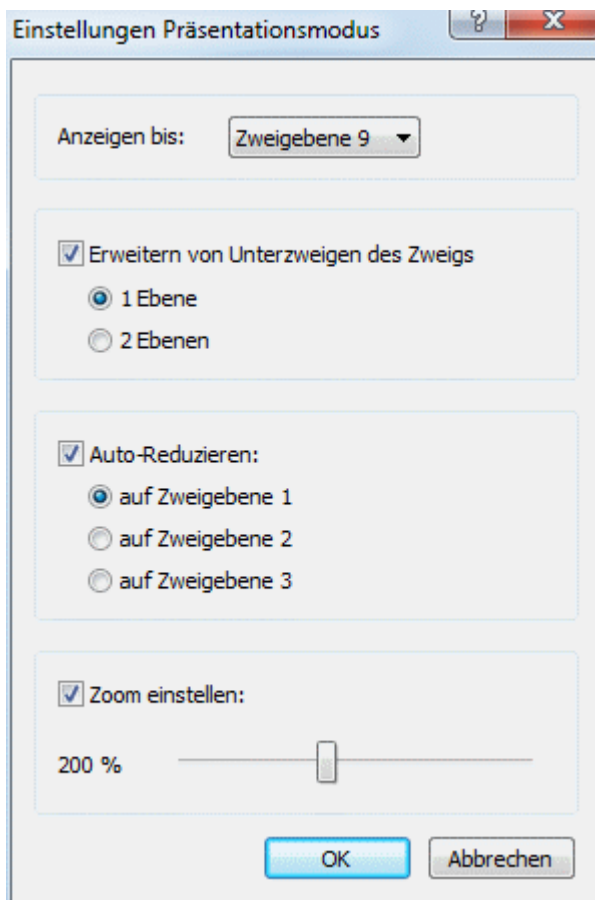 Einstellungen Präsentationsmodus
Anzeigen bis: Zweigebene 9
Erweitern von Unterzweigen des Zweigs
1 Ebene
2 Ebenen
Auto-Reduzieren:
auf Zweigebene 1
auf Zweigebene 2
auf Zweigebene 3
Zoom einstellen:
200 %
OK Abbrechen